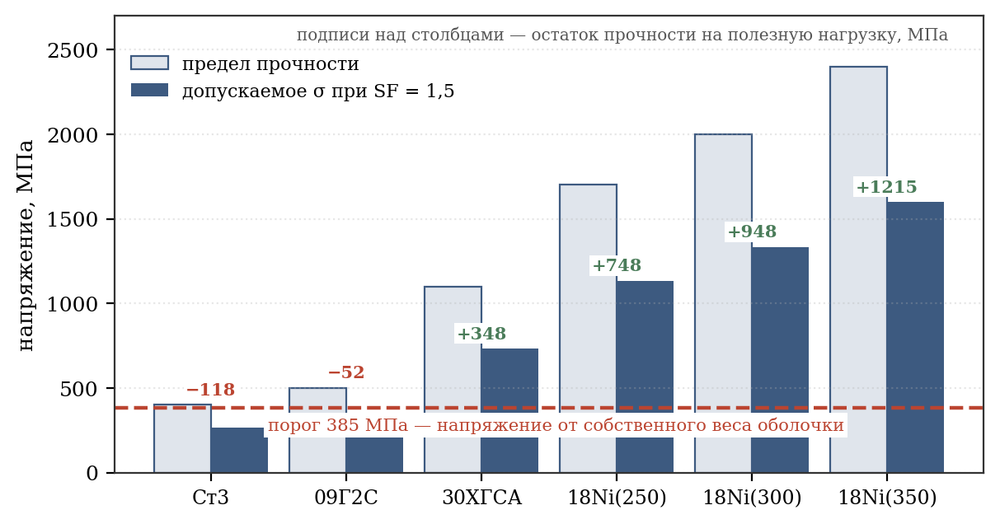 подписи над столбцами — остаток прочности на полезную нагрузку, МПа
предел прочности
допускаемое σ при SF = 1,5
напряжение, МПа
2500
2000
1500
1000
500
0
−118
−52
+348
+748
+948
+1215
порог 385 МПа — напряжение от собственного веса оболочки
Ст3
09Г2С
30ХГСА
18Ni(250)
18Ni(300)
18Ni(350)